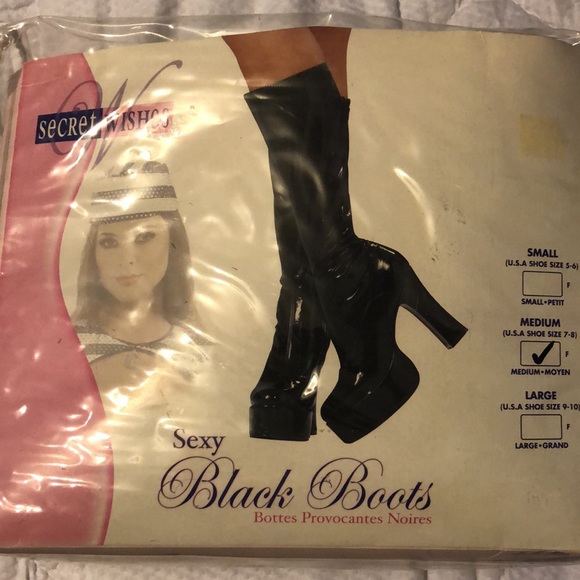 secret WISHES
SMALL
(U.S.A SHOE SIZE 5-6)
F
SMALL•PETIT
MEDIUM
(U.S.A SHOE SIZE 7-8)
F
MEDIUM•MOYEN
LARGE
(U.S.A SHOE SIZE 9-10)
F
LARGE•GRAND
Sexy
Black Boots
Bottes Provocantes Noires